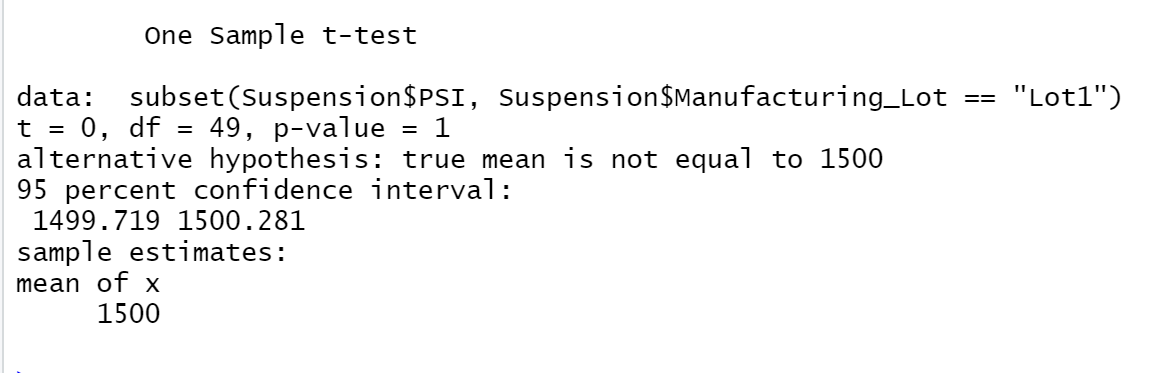 One Sample t-test
data:  subset(Suspension$PSI, Suspension$Manufacturing_Lot == "Lot1")
t = 0, df = 49, p-value = 1
alternative hypothesis: true mean is not equal to 1500
95 percent confidence interval:
1499.719 1500.281
sample estimates:
mean of x
1500